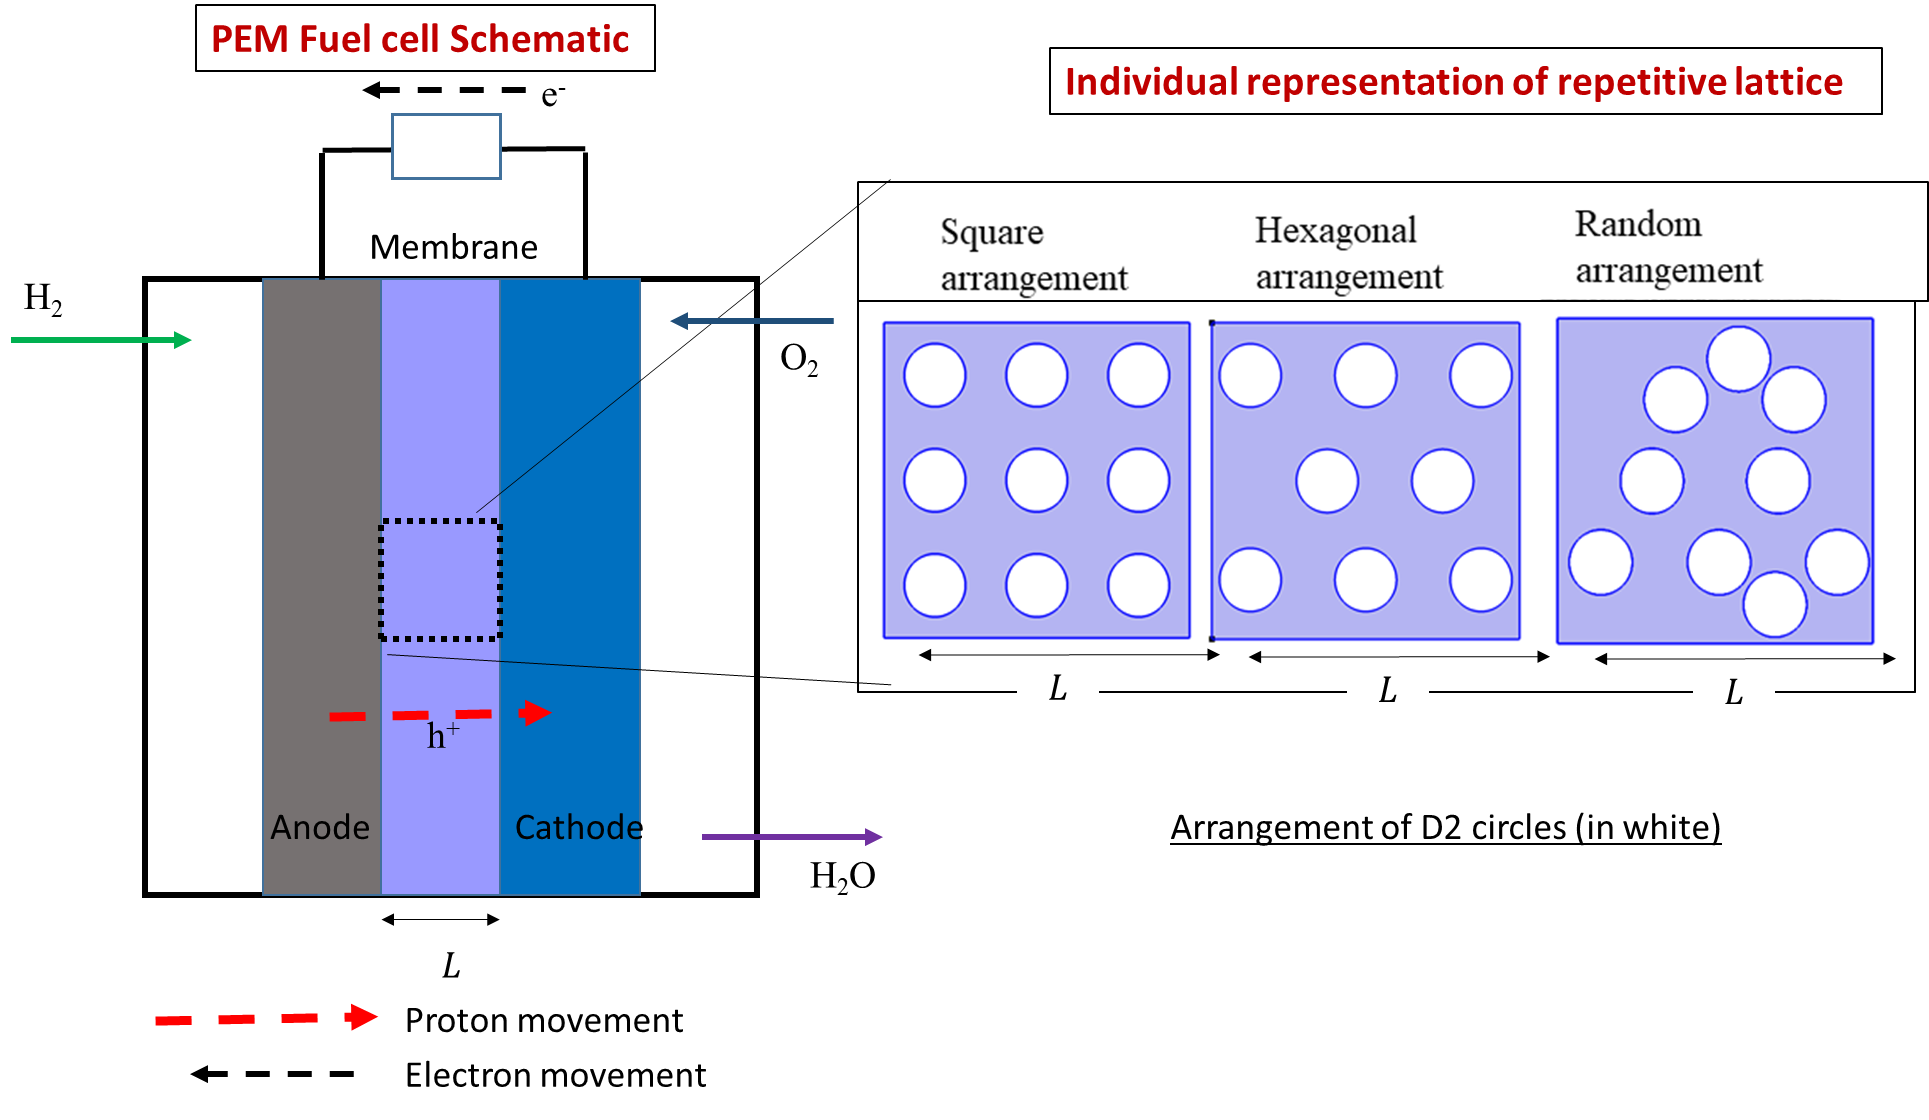 PEM Fuel cell Schematic
e-
Individual representation of repetitive lattice
Membrane
H2
O2
Square
arrangement
Hexagonal
arrangement
Random
arrangement
L
L
L
h+
Anode
Cathode
H2O
Arrangement of D2 circles (in white)
L
Proton movement
Electron movement